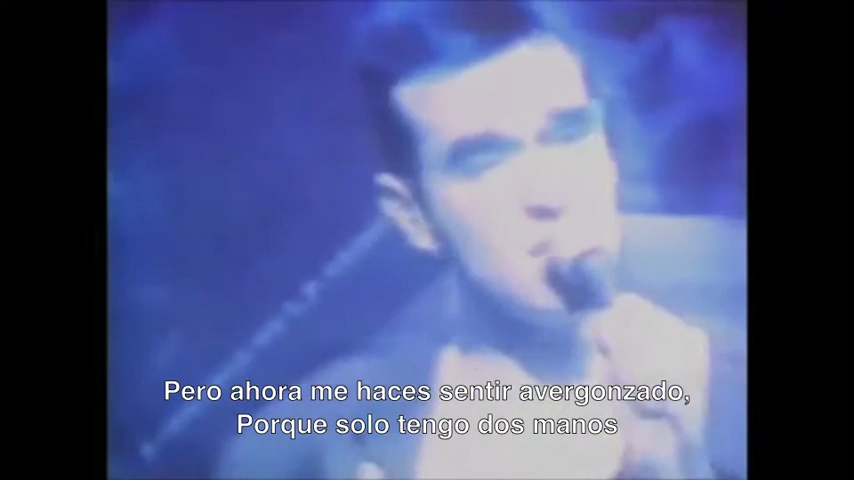 Pero ahora me haces sentir avergonzado,
Porque solo tengo dos manos